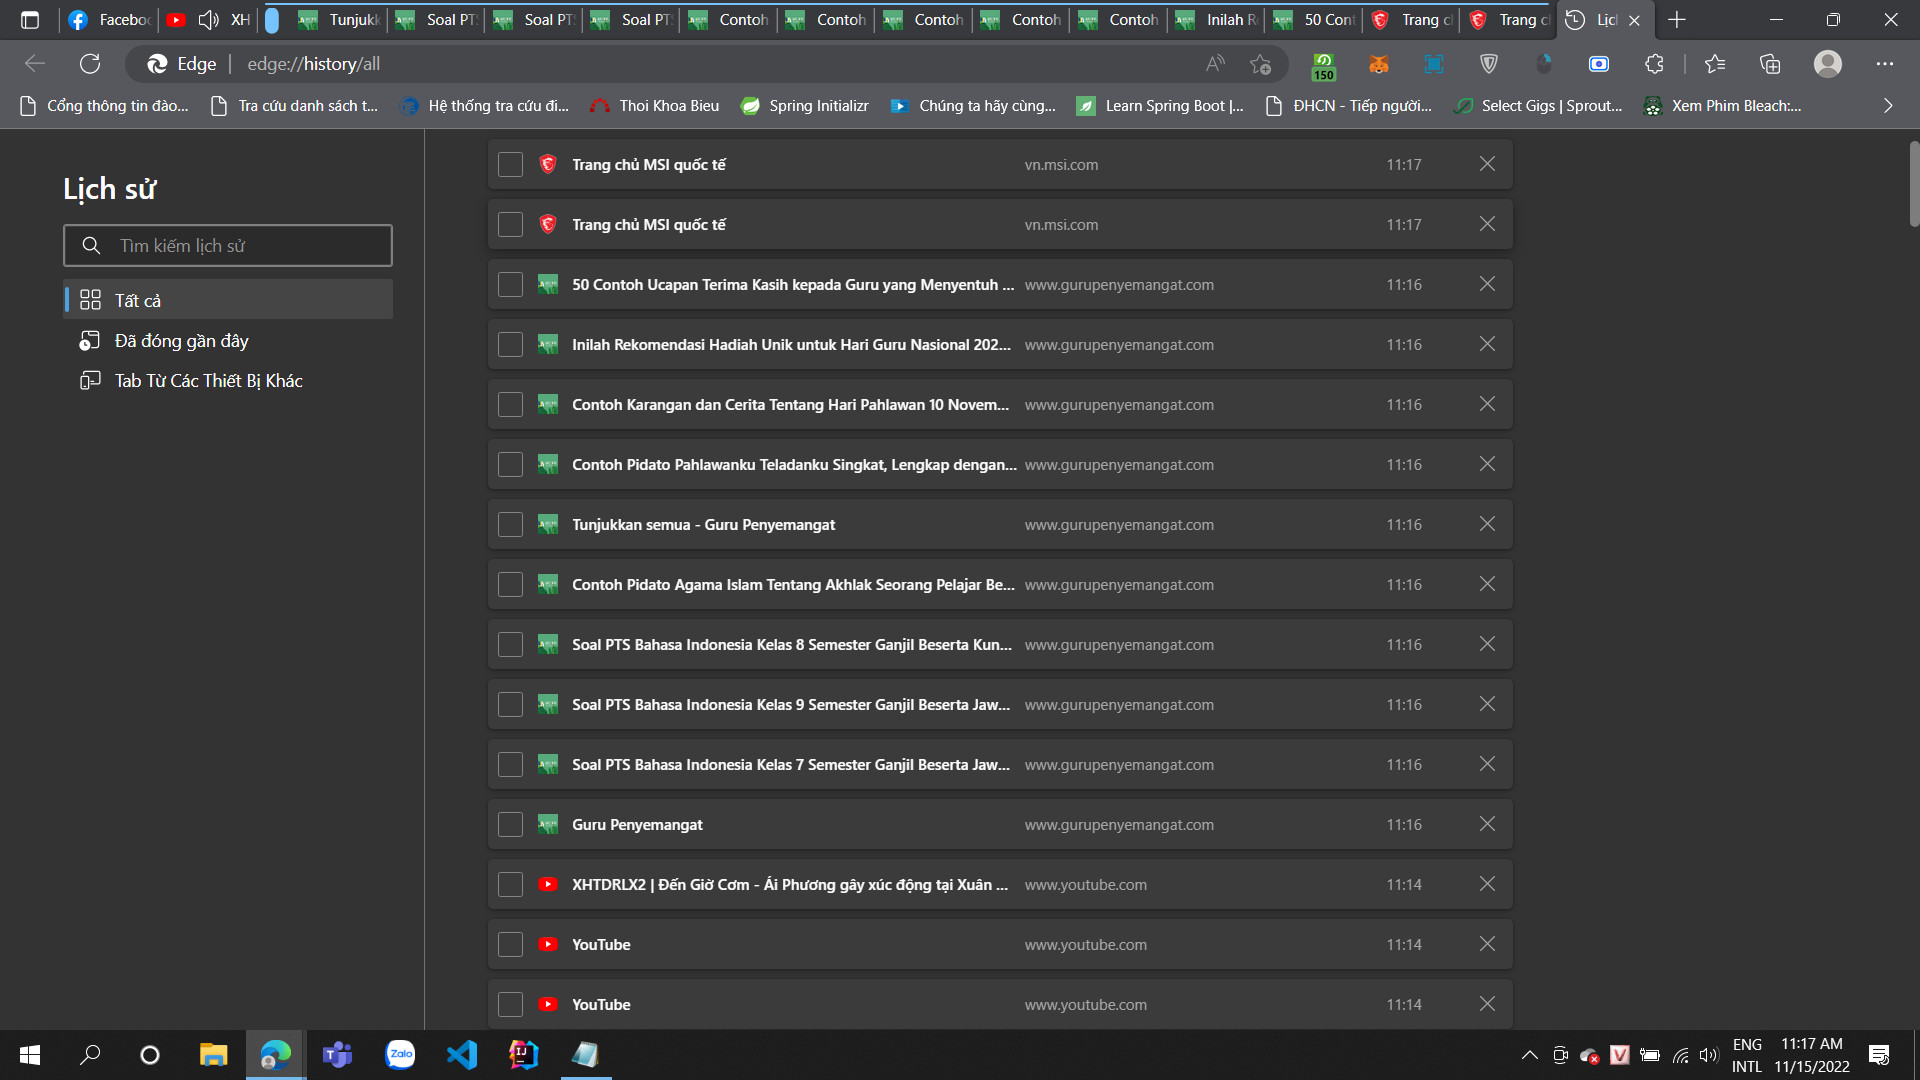 Facebo
XH
Tunjukk
Soal PT
Soal PT
Soal PT
Contoh
Contoh
Contoh
Contoh
Contoh
Inilah R
50 Cont
Trang c
Trang c
Lịc
Edge
edge://history/all
150
Cổng thông tin đào...
Tra cứu danh sách t...
Hệ thống tra cứu đi...
Thoi Khoa Bieu
Spring Initializr
Chúng ta hãy cùng...
Learn Spring Boot |...
ĐHCN - Tiếp người...
Select Gigs | Sprout...
Xem Phim Bleach:...
Lịch sử
Tìm kiếm lịch sử
Tất cả
Đã đóng gần đây
Tab Từ Các Thiết Bị Khác
Trang chủ MSI quốc tế vn.msi.com 11:17
Trang chủ MSI quốc tế vn.msi.com 11:17
50 Contoh Ucapan Terima Kasih kepada Guru yang Menyentuh ... www.gurupenyemangat.com 11:16
Inilah Rekomendasi Hadiah Unik untuk Hari Guru Nasional 202... www.gurupenyemangat.com 11:16
Contoh Karangan dan Cerita Tentang Hari Pahlawan 10 Novem... www.gurupenyemangat.com 11:16
Contoh Pidato Pahlawanku Teladanku Singkat, Lengkap dengan... www.gurupenyemangat.com 11:16
Tunjukkan semua - Guru Penyemangat www.gurupenyemangat.com 11:16
Contoh Pidato Agama Islam Tentang Akhlak Seorang Pelajar Be... www.gurupenyemangat.com 11:16
Soal PTS Bahasa Indonesia Kelas 8 Semester Ganjil Beserta Kun... www.gurupenyemangat.com 11:16
Soal PTS Bahasa Indonesia Kelas 9 Semester Ganjil Beserta Jaw... www.gurupenyemangat.com 11:16
Soal PTS Bahasa Indonesia Kelas 7 Semester Ganjil Beserta Jaw... www.gurupenyemangat.com 11:16
Guru Penyemangat www.gurupenyemangat.com 11:16
XHTDRLX2 | Đến Giờ Cơm - Ái Phương gây xúc động tại Xuân ... www.youtube.com 11:14
YouTube www.youtube.com 11:14
YouTube www.youtube.com 11:14
Zalo
ENG
INTL
11:17 AM
11/15/2022